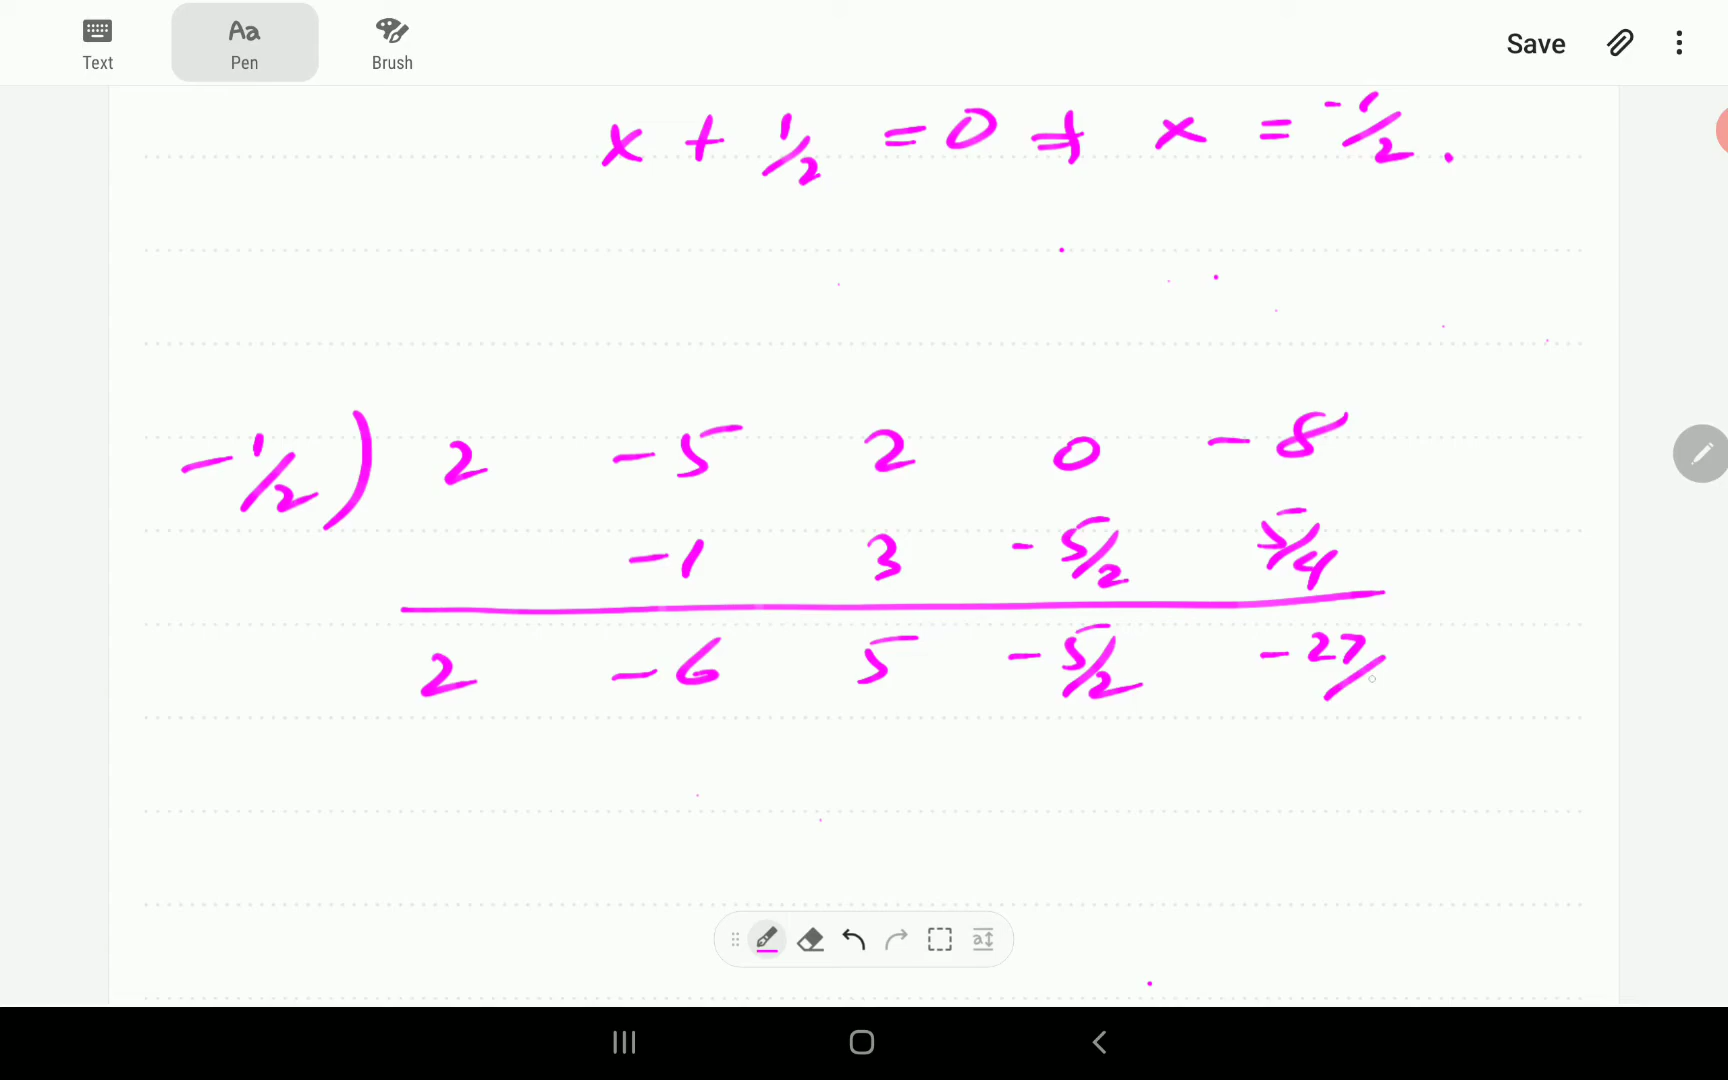 Text Aa Pen Brush Save
x + 1/2 = 0 ⇒ x = -1/2 .
-1/2 ) 2 -5 2 0 -8
-1 3 -5/2 5/4
2 -6 5 -5/2 -27/